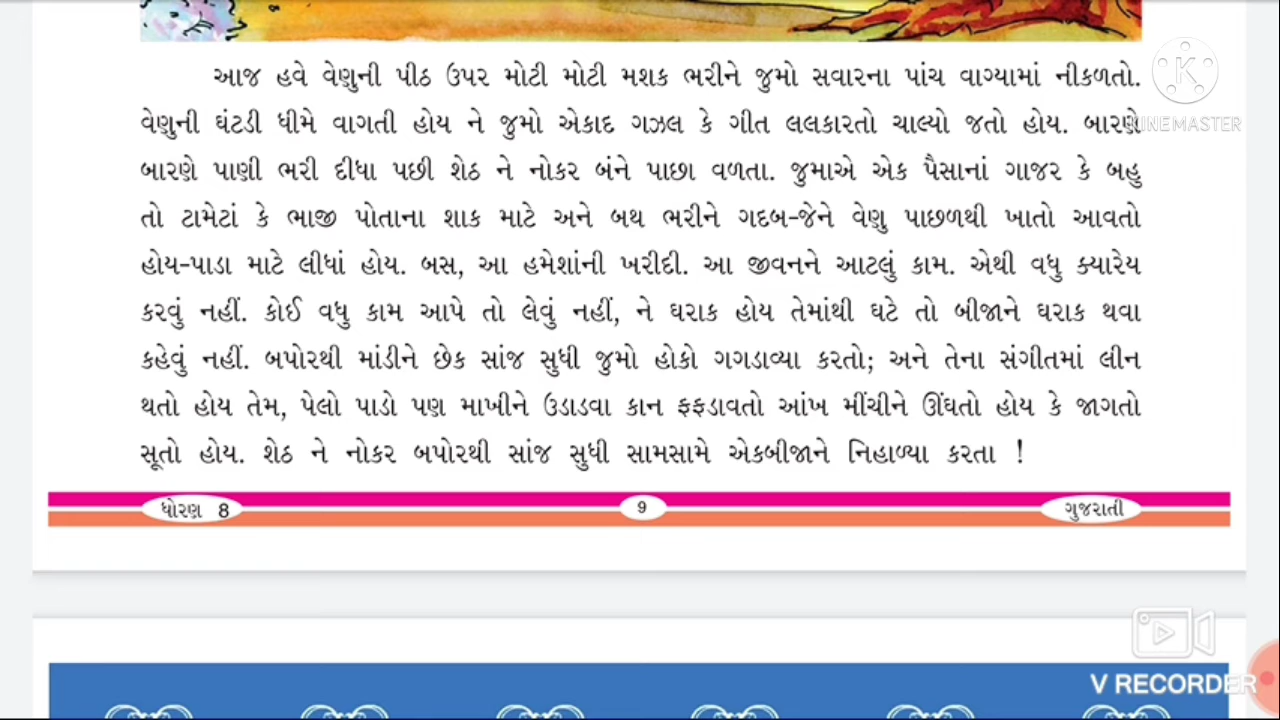 આજ હવે વેણુની પીઠ ઉપર મોટી મોટી મશક ભરીને જુમો સવારના પાંચ વાગ્યામાં નીકળતો.
વેણુની ઘંટડી ધીમે વાગતી હોય ને જુમો એકાદ ગઝલ કે ગીત લલકારતો ચાલ્યો જતો હોય. બારણે
બારણે પાણી ભરી દીધા પછી શેઠ ને નોકર બંને પાછા વળતા. જુમાએ એક પૈસાનાં ગાજર કે બહુ
તો ટામેટાં કે ભાજી પોતાના શાક માટે અને બથ ભરીને ગદબ-જેને વેણુ પાછળથી ખાતો આવતો
હોય-પાડા માટે લીધાં હોય. બસ, આ હમેશાંની ખરીદી. આ જીવનને આટલું કામ. એથી વધુ ક્યારેય
કરવું નહીં. કોઈ વધુ કામ આપે તો લેવું નહીં, ને ઘરાક હોય તેમાંથી ઘટે તો બીજાને ઘરાક થવા
કહેવું નહીં. બપોરથી માંડીને છેક સાંજ સુધી જુમો હોકો ગગડાવ્યા કરતો; અને તેના સંગીતમાં લીન
થતો હોય તેમ, પેલો પાડો પણ માખીને ઉડાડવા કાન ફફડાવતો આંખ મીંચીને ઊંઘતો હોય કે જાગતો
સૂતો હોય. શેઠ ને નોકર બપોરથી સાંજ સુધી સામસામે એકબીજાને નિહાળ્યા કરતા !
ધોરણ 8
9
ગુજરાતી
K
KINEMASTER
V RECORDER